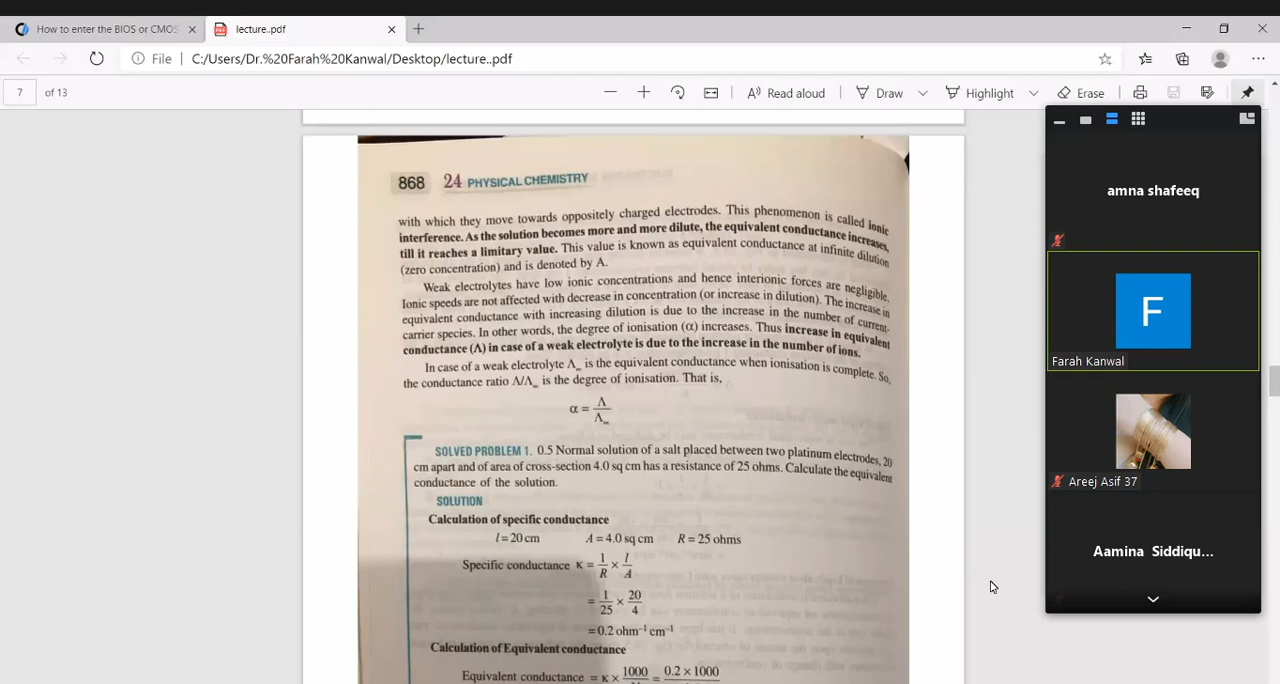 How to enter the BIOS or CMOS
lecture..pdf
File | C:/Users/Dr.%20Farah%20Kanwal/Desktop/lecture..pdf
7 of 13
Read aloud
Draw
Highlight
Erase
868 24 PHYSICAL CHEMISTRY
with which they move towards oppositely charged electrodes. This phenomenon is called Ionic
interference. As the solution becomes more and more dilute, the equivalent conductance increases,
till it reaches a limitary value. This value is known as equivalent conductance at infinite dilution
(zero concentration) and is denoted by Λ.
Weak electrolytes have low ionic concentrations and hence interionic forces are negligible.
Ionic speeds are not affected with decrease in concentration (or increase in dilution). The increase in
equivalent conductance with increasing dilution is due to the increase in the number of current-
carrier species. In other words, the degree of ionisation (α) increases. Thus increase in equivalent
conductance (Λ) in case of a weak electrolyte is due to the increase in the number of ions.
In case of a weak electrolyte Λ∞ is the equivalent conductance when ionisation is complete. So,
the conductance ratio Λ/Λ∞ is the degree of ionisation. That is,
α = Λ/Λ∞
SOLVED PROBLEM 1. 0.5 Normal solution of a salt placed between two platinum electrodes, 20
cm apart and of area of cross-section 4.0 sq cm has a resistance of 25 ohms. Calculate the equivalent
conductance of the solution.
SOLUTION
Calculation of specific conductance
l = 20 cm A = 4.0 sq cm R = 25 ohms
Specific conductance κ = 1/R × l/A
= 1/25 × 20/4
= 0.2 ohm⁻¹ cm⁻¹
Calculation of Equivalent conductance
Equivalent conductance = κ × 1000 = 0.2 × 1000
amna shafeeq
F
Farah Kanwal
Areej Asif 37
Aamina Siddiqu...